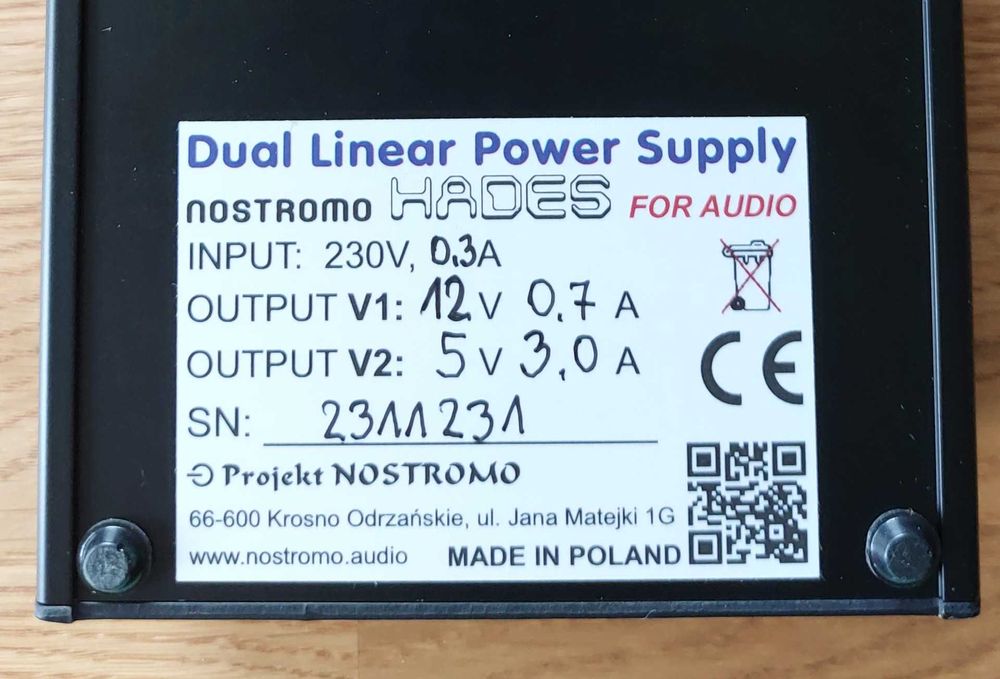 Dual Linear Power Supply
NOSTROMO HADES FOR AUDIO
INPUT: 230V, 0.3A
OUTPUT V1: 12V 0.7 A
OUTPUT V2: 5V 3.0 A
SN: 2311231
Projekt NOSTROMO
66-600 Krosno Odrzańskie, ul. Jana Matejki 1G
www.nostromo.audio MADE IN POLAND
CE